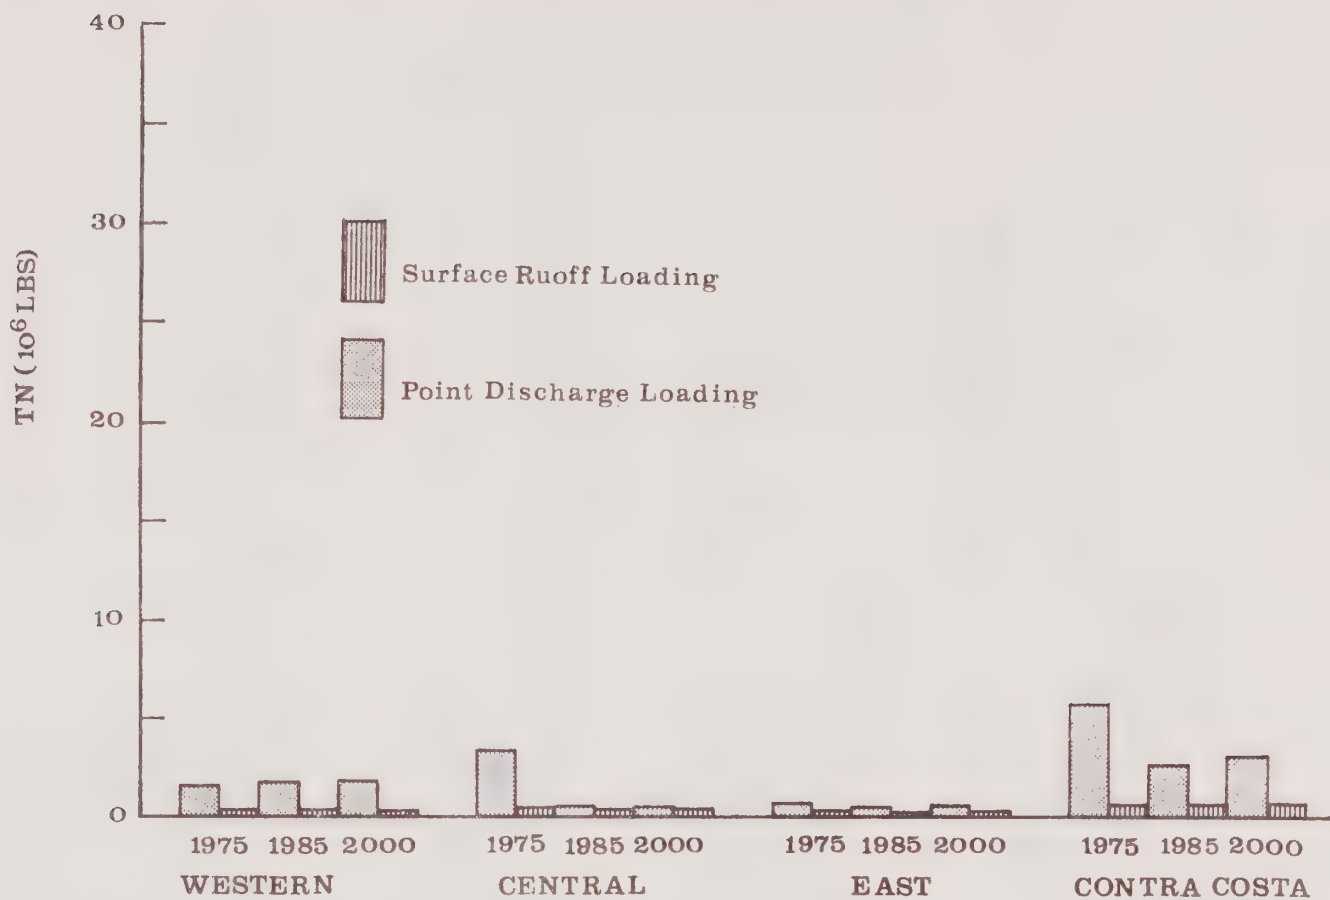 40
30
20
10
0
TN (10⁶ LBS)
Surface Ruoff Loading
Point Discharge Loading
1975 1985 2000 1975 1985 2000 1975 1985 2000 1975 1985 2000
WESTERN CENTRAL EAST CONTRA COSTA